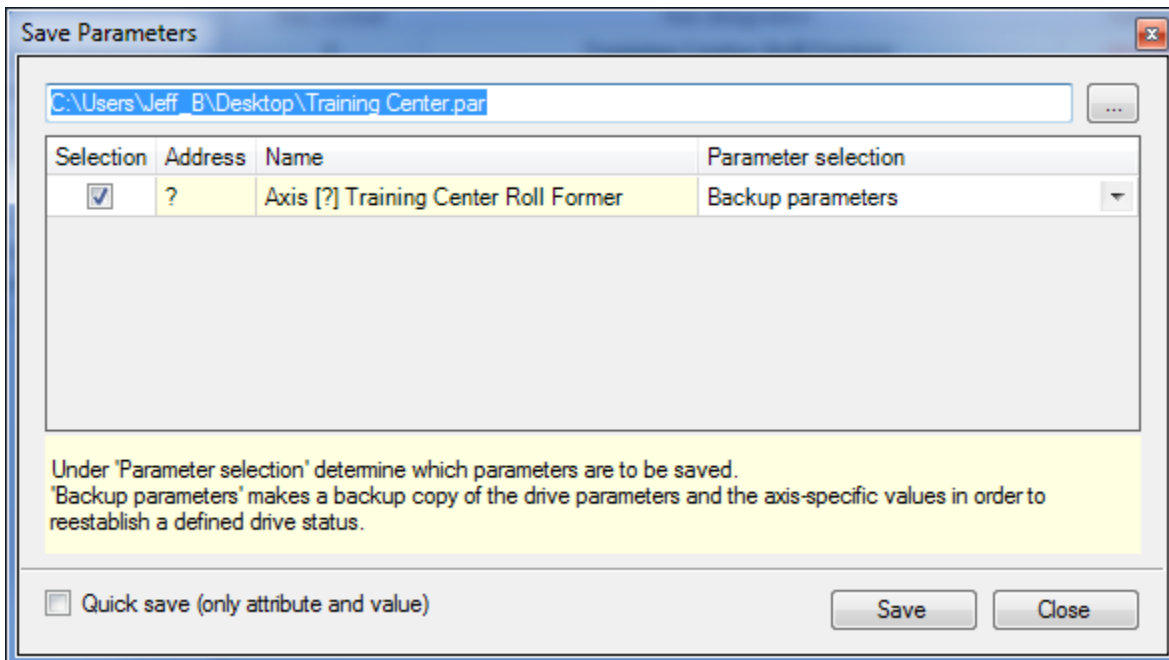 Save Parameters
C:\Users\Jeff_B\Desktop\Training Center.par
...
Selection Address Name Parameter selection
? Axis [?] Training Center Roll Former Backup parameters
Under 'Parameter selection' determine which parameters are to be saved.
'Backup parameters' makes a backup copy of the drive parameters and the axis-specific values in order to
reestablish a defined drive status.
Quick save (only attribute and value) Save Close